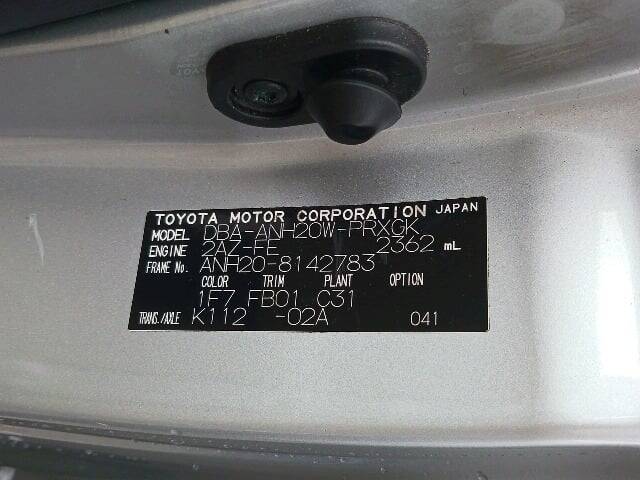 TOYOTA MOTOR CORPORATION JAPAN
MODEL DBA-ANH20W-PRXGK
ENGINE 2AZ-FE 2362 mL
FRAME No. ANH20-8142783
COLOR TRIM PLANT OPTION
1F7 FB01 C31
TRANS./AXLE K112 -02A 041